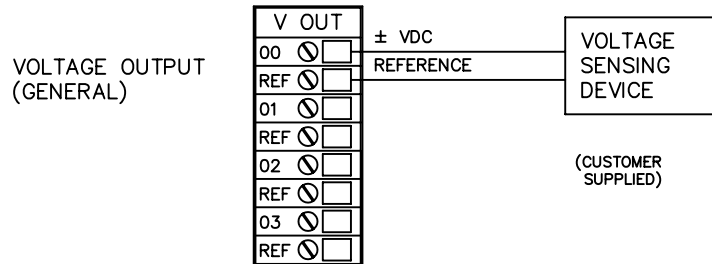 VOLTAGE OUTPUT
(GENERAL)
V OUT
00
REF
01
REF
02
REF
03
REF
± VDC
REFERENCE
VOLTAGE
SENSING
DEVICE
(CUSTOMER
SUPPLIED)